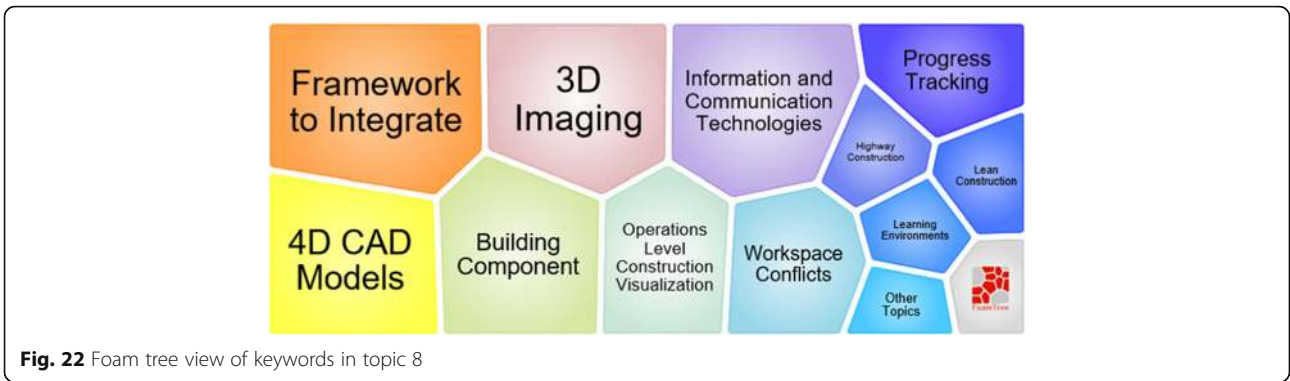 Framework
to Integrate
3D
Imaging
Information and
Communication
Technologies
Progress
Tracking
Highway
Construction
Lean
Construction
4D CAD
Models
Building
Component
Operations
Level
Construction
Visualization
Workspace
Conflicts
Learning
Environments
Other
Topics
FoamTree
Fig. 22 Foam tree view of keywords in topic 8